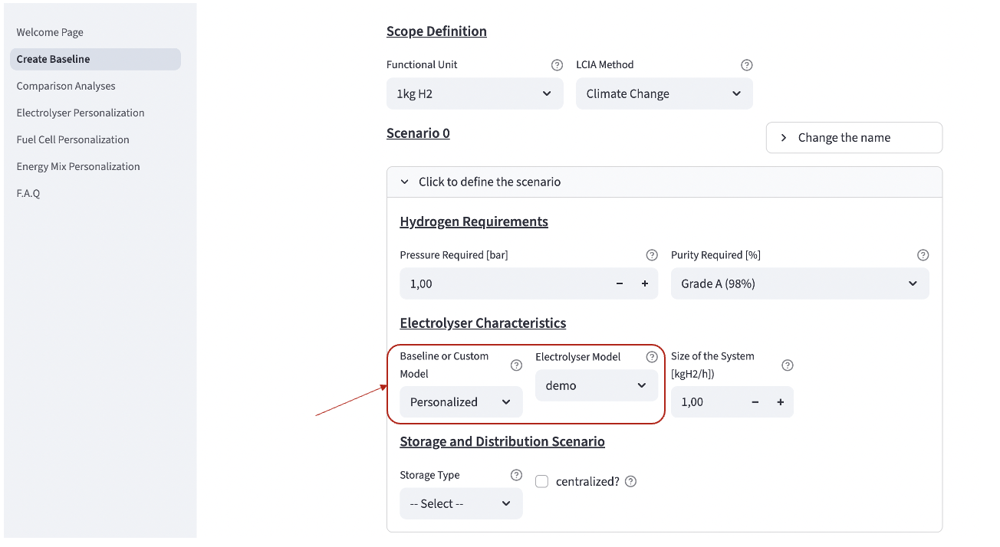 Welcome Page
Create Baseline
Comparison Analyses
Electrolyser Personalization
Fuel Cell Personalization
Energy Mix Personalization
F.A.Q
Scope Definition
Functional Unit
LCIA Method
1kg H2
Climate Change
Scenario 0
Change the name
Click to define the scenario
Hydrogen Requirements
Pressure Required [bar]
Purity Required [%]
1,00
Grade A (98%)
Electrolyser Characteristics
Baseline or Custom
Model
Personalized
Electrolyser Model
demo
Size of the System
[kgH2/h])
1,00
Storage and Distribution Scenario
Storage Type
-- Select --
centralized?